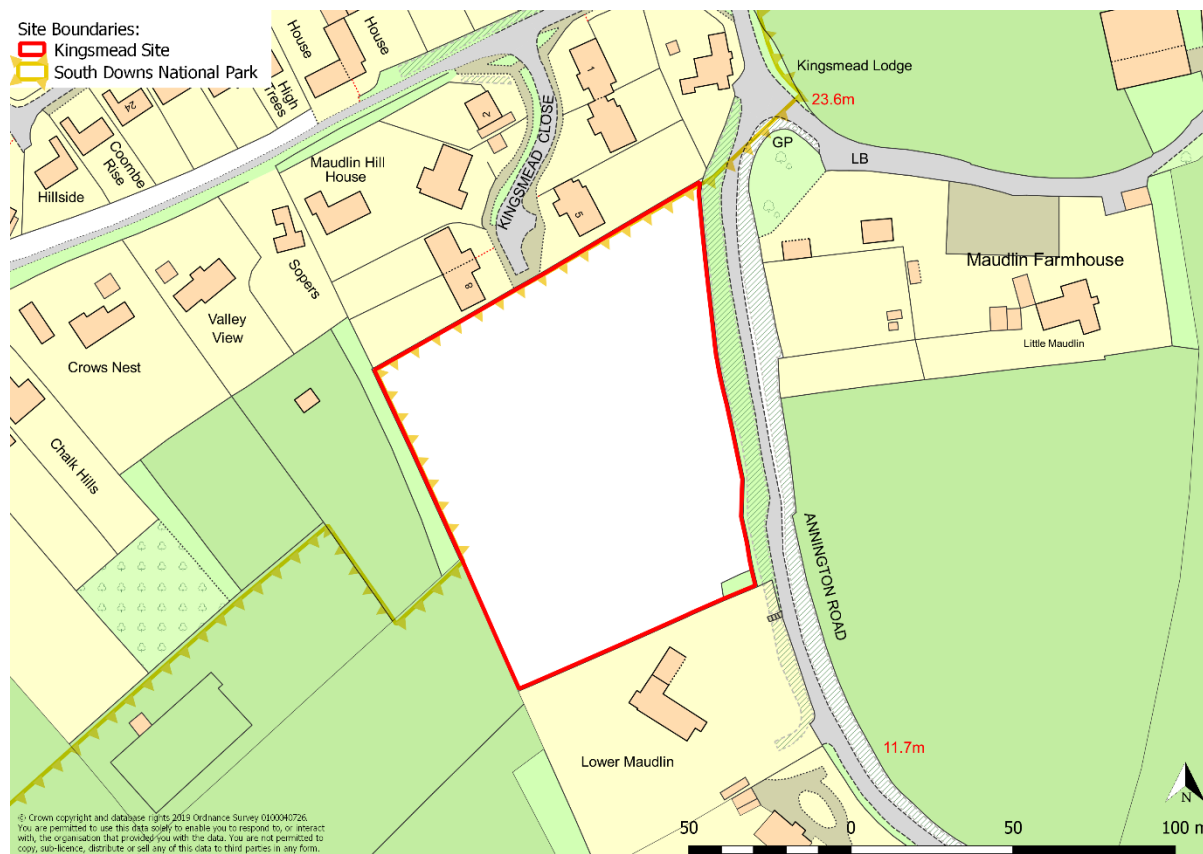 Site Boundaries:
Kingsmead Site
South Downs National Park
House
House
High
Trees
24
Coombe
Rise
Hillside
Maudlin Hill
House
2
1
KINGSMEAD CLOSE
5
8
Sopers
Valley
View
Crows Nest
Chalk Hills
Kingsmead Lodge
23.6m
GP
LB
Maudlin Farmhouse
Little Maudlin
ANNINGTON ROAD
Lower Maudlin
11.7m
N
50 0 50 100 m
© Crown copyright and database rights 2019 Ordnance Survey 0100040726.
You are permitted to use this data solely to enable you to respond to, or interact
with, the organisation that provided you with the data. You are not permitted to
copy, sub-licence, distribute or sell any of this data to third parties in any form.